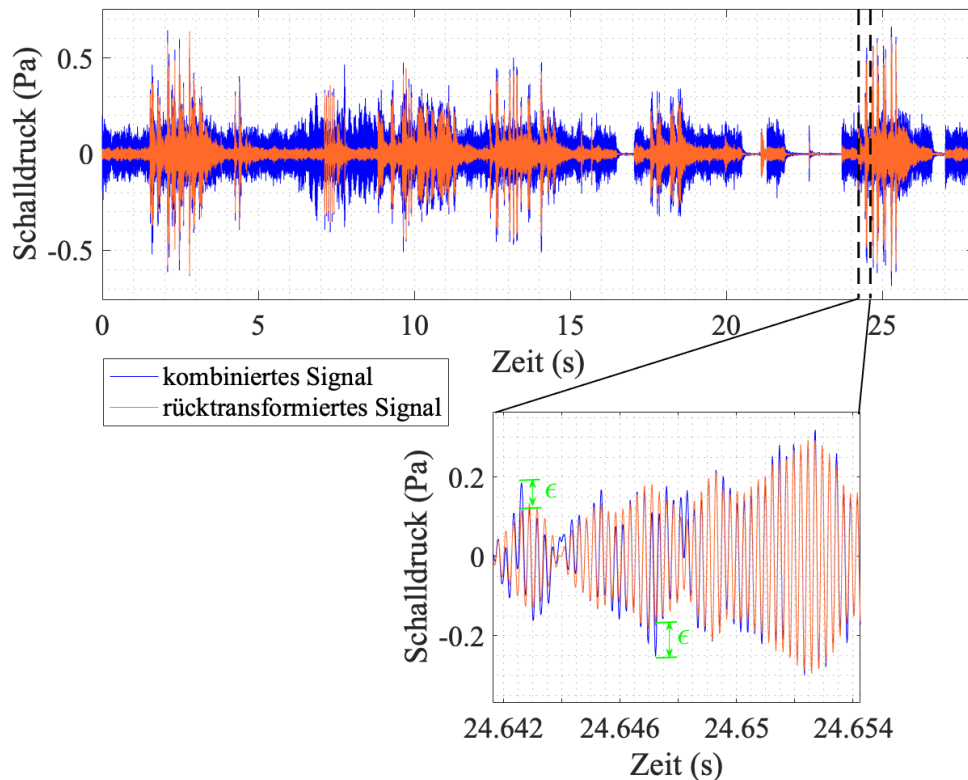 Schalldruck (Pa)
0.5
0
-0.5
0 5 10 15 20 25
Zeit (s)
kombiniertes Signal
rücktransformiertes Signal
Schalldruck (Pa)
0.2
0
-0.2
ϵ
ϵ
24.642 24.646 24.65 24.654
Zeit (s)